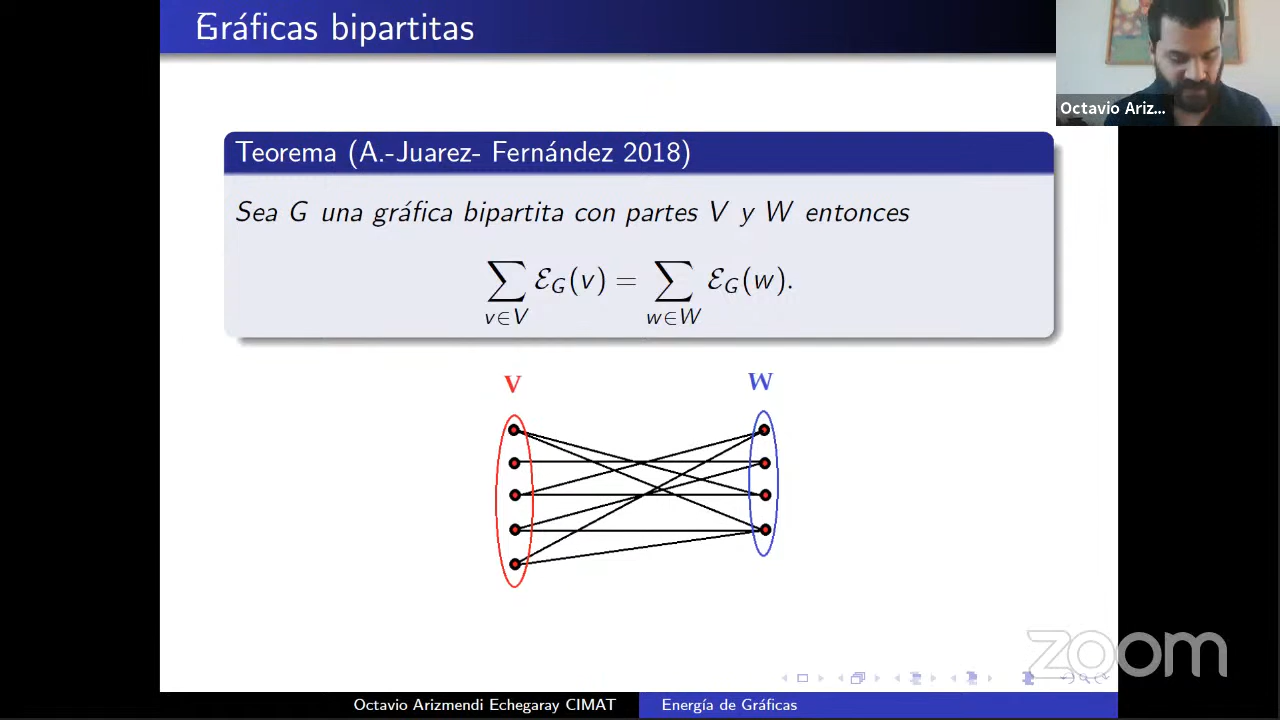 Gráficas bipartitas
Octavio Ariz...
Teorema (A.-Juarez- Fernández 2018)
Sea G una gráfica bipartita con partes V y W entonces
∑ ℰ_G(v) = ∑ ℰ_G(w).
v∈V w∈W
V W
zoom
Octavio Arizmendi Echegaray CIMAT Energía de Gráficas